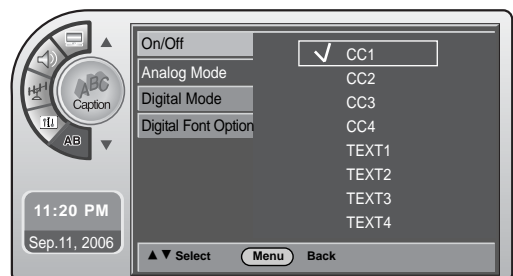 ABC
Caption
AB
11:20 PM
Sep.11, 2006
On/Off
Analog Mode
Digital Mode
Digital Font Option
✓ CC1
CC2
CC3
CC4
TEXT1
TEXT2
TEXT3
TEXT4
▲▼ Select Menu Back